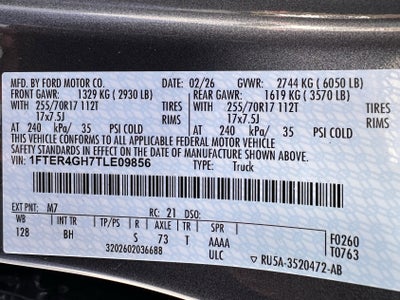 MFD. BY FORD MOTOR CO. 02/26 GVWR: 2744 KG ( 6050 LB)
FRONT GAWR: 1329 KG ( 2930 LB) REAR GAWR: 1619 KG ( 3570 LB)
WITH 255/70R17 112T TIRES WITH 255/70R17 112T TIRES
17x7.5J RIMS 17x7.5J RIMS
AT 240 kPa/ 35 PSI COLD AT 240 kPa/ 35 PSI COLD
THIS VEHICLE CONFORMS TO ALL APPLICABLE FEDERAL MOTOR VEHICLE
SAFETY STANDARDS IN EFFECT ON THE DATE OF MANUFACTURE SHOWN ABOVE.
VIN: 1FTER4GH7TLE09856 TYPE: Truck
EXT PNT: M7 RC: 21 DSO:
WB INT TR TP/PS R AXLE TR SPR
128 BH S 73 T AAAA
ULC
F0260
T0763
3202602036688
RU5A-3520472-AB